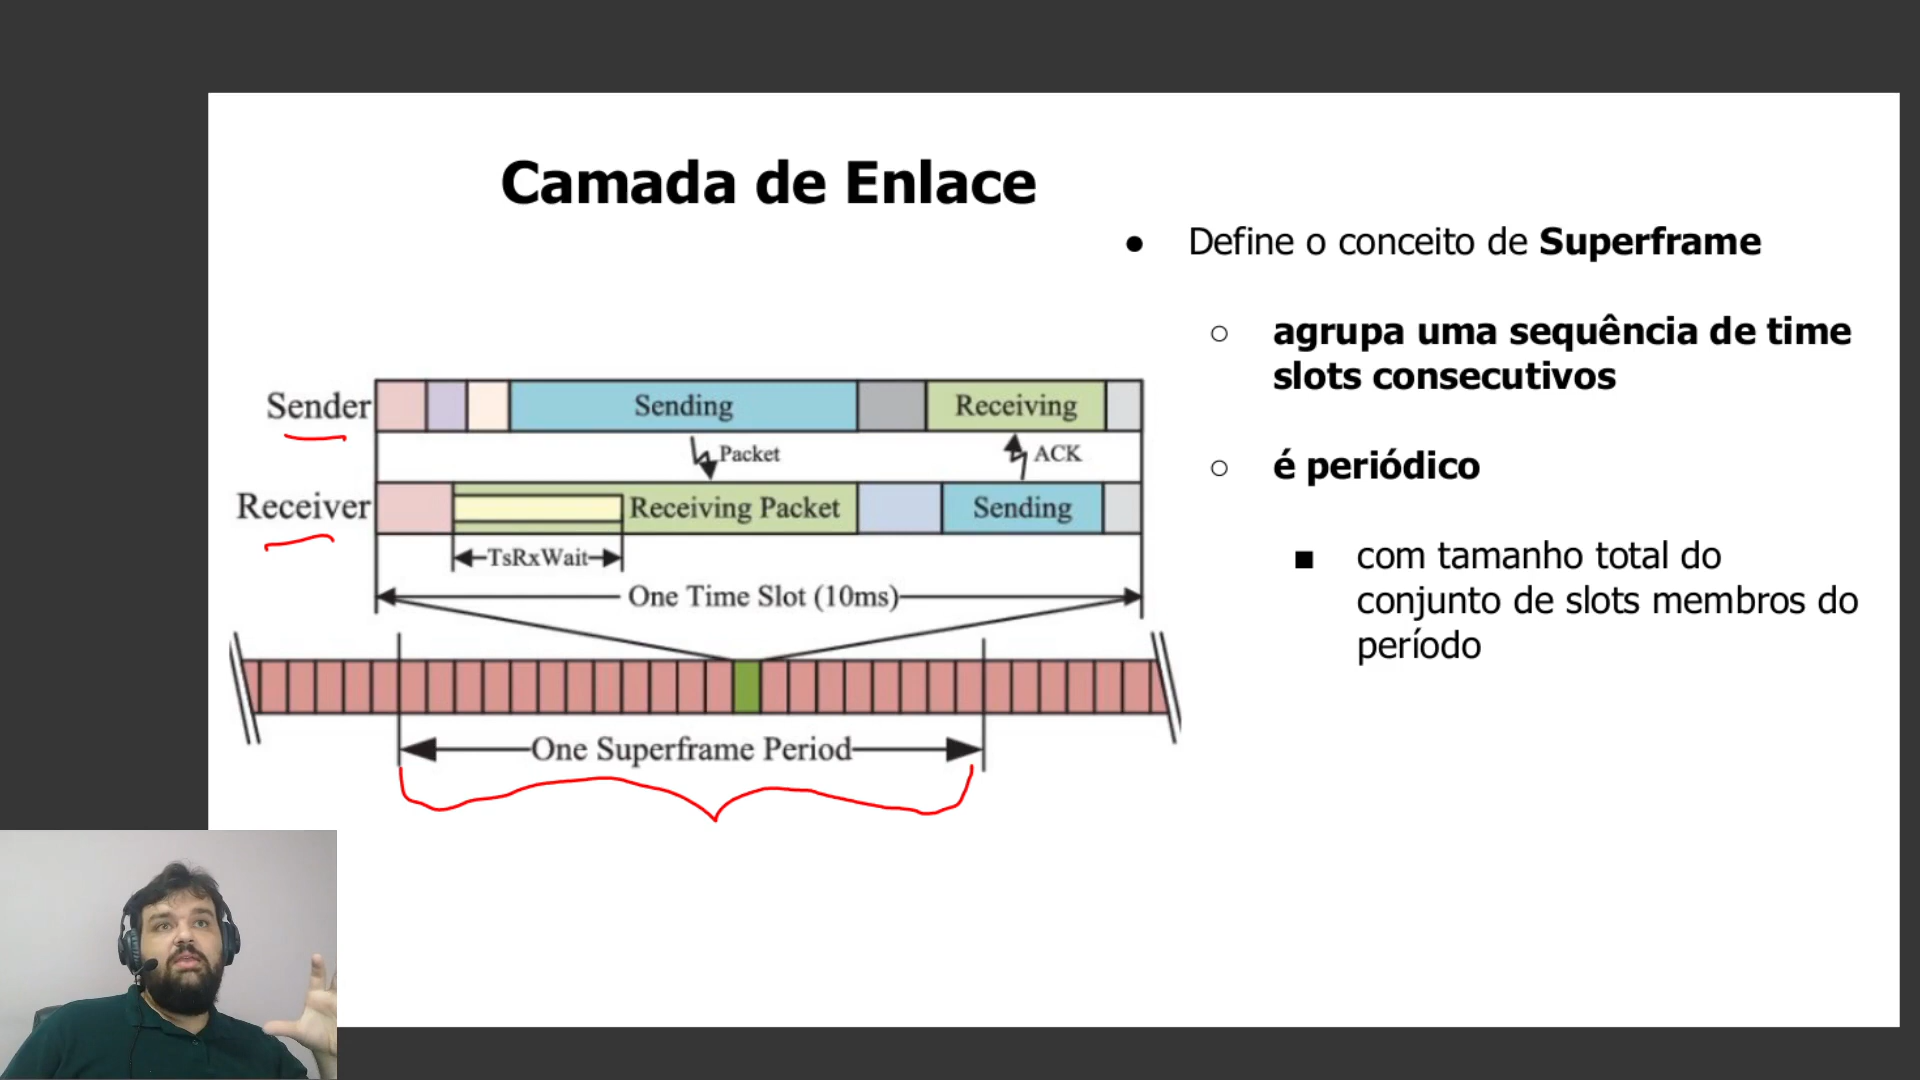 Camada de Enlace
● Define o conceito de Superframe
○ agrupa uma sequência de time
slots consecutivos
○ é periódico
■ com tamanho total do
conjunto de slots membros do
período
Sender
Sending
Receiving
Packet
ACK
Receiver
Receiving Packet
Sending
TsRxWait
One Time Slot (10ms)
One Superframe Period